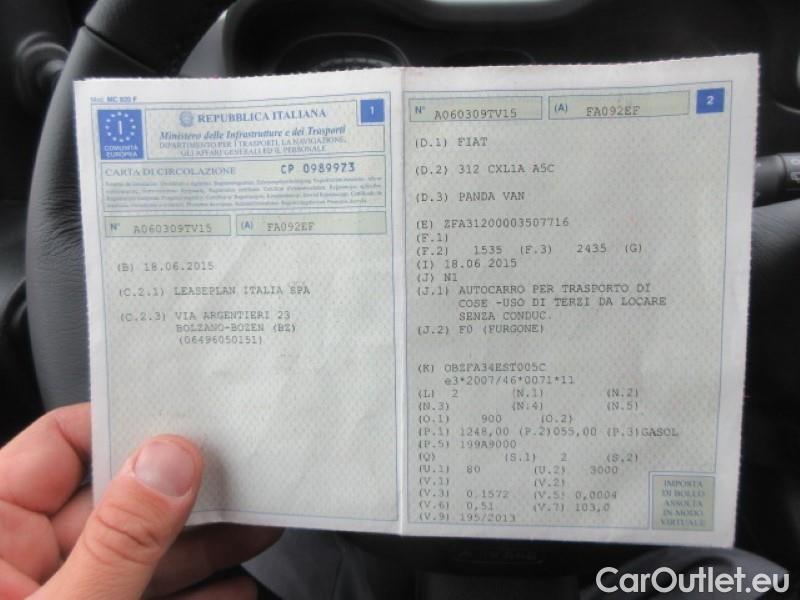 Mod. MC 820 F
I
COMUNITÀ
EUROPEA
REPUBBLICA ITALIANA
1
Ministero delle Infrastrutture e dei Trasporti
DIPARTIMENTO PER I TRASPORTI, LA NAVIGAZIONE,
GLI AFFARI GENERALI ED IL PERSONALE
CARTA DI CIRCOLAZIONE CP 0989973
N° A060309TV15 (A) FA092EF
(B) 18.06.2015
(C.2.1) LEASEPLAN ITALIA SPA
(C.2.3) VIA ARGENTIERI 23
BOLZANO-BOZEN (BZ)
(06496050151)
N° A060309TV15 (A) FA092EF
2
(D.1) FIAT
(D.2) 312 CXL1A A5C
(D.3) PANDA VAN
(E) ZFA31200003507716
(F.1)
(F.2) 1535 (F.3) 2435 (G)
(I) 18.06.2015
(J) N1
(J.1) AUTOCARRO PER TRASPORTO DI
COSE -USO DI TERZI DA LOCARE
SENZA CONDUC.
(J.2) F0 (FURGONE)
(K) OBZFA34EST005C
e3*2007/46*0071*11
(L) 2 (N.1) (N.2)
(N.3) (N.4) (N.5)
(O.1) 900 (O.2)
(P.1) 1248,00 (P.2)055,00 (P.3)GASOL
(P.5) 199A9000
(Q) (S.1) 2 (S.2)
(U.1) 80 (U.2) 3000
(V.1) (V.2)
(V.3) 0,1572 (V.5) 0,0004
(V.6) 0,51 (V.7) 103,0
(V.9) 195/2013
IMPOSTA
DI BOLLO
ASSOLTA
IN MODO
VIRTUALE
CarOutlet.eu